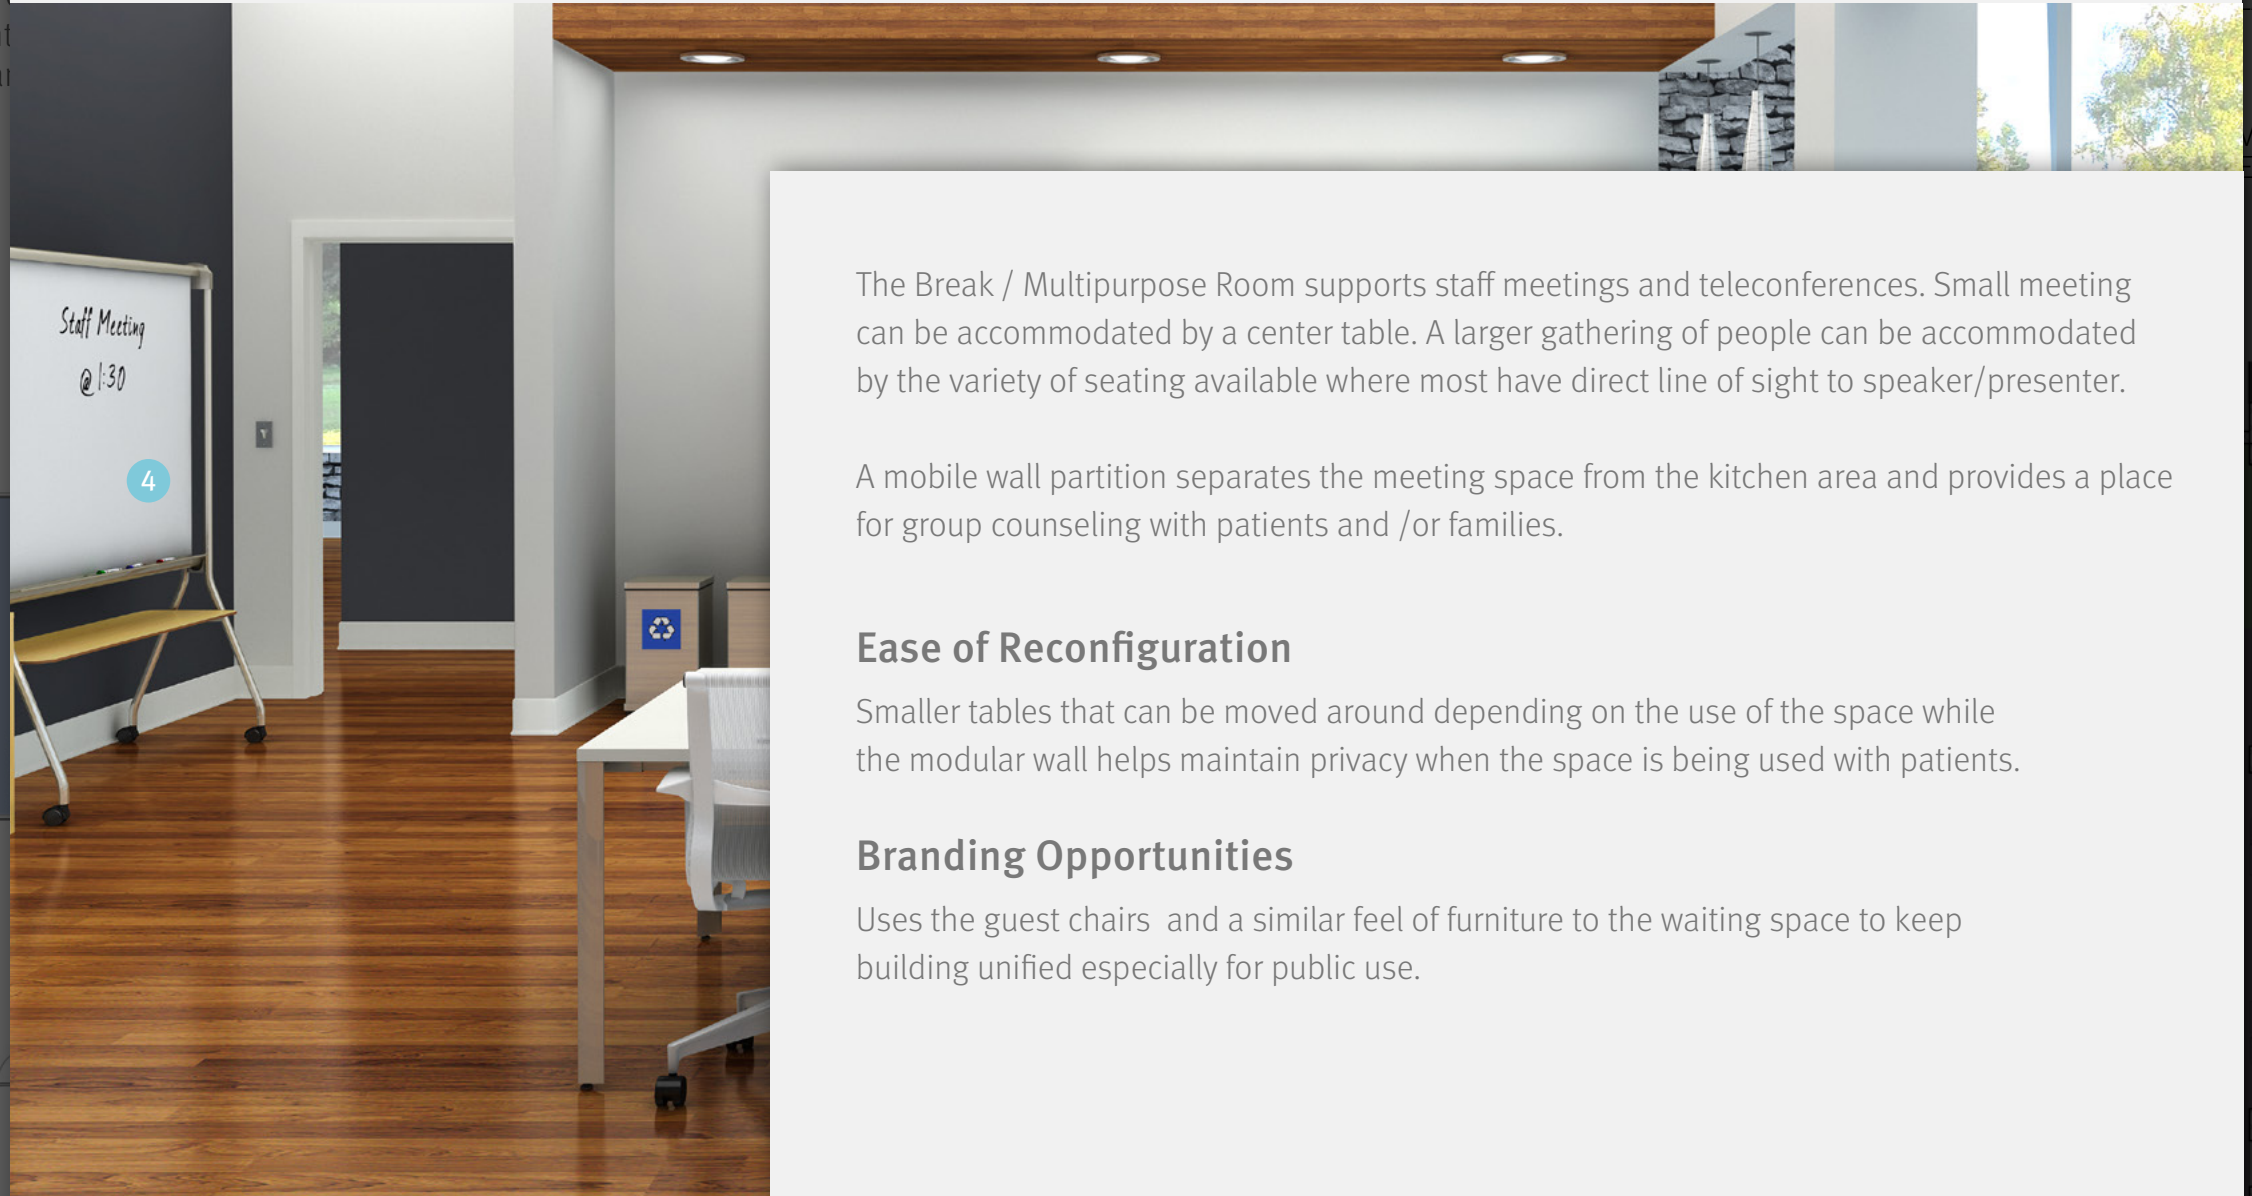 Staff Meeting
@ 1:30
4
The Break / Multipurpose Room supports staff meetings and teleconferences. Small meeting
can be accommodated by a center table. A larger gathering of people can be accommodated
by the variety of seating available where most have direct line of sight to speaker/presenter.
A mobile wall partition separates the meeting space from the kitchen area and provides a place
for group counseling with patients and /or families.
Ease of Reconfiguration
Smaller tables that can be moved around depending on the use of the space while
the modular wall helps maintain privacy when the space is being used with patients.
Branding Opportunities
Uses the guest chairs  and a similar feel of furniture to the waiting space to keep
building unified especially for public use.